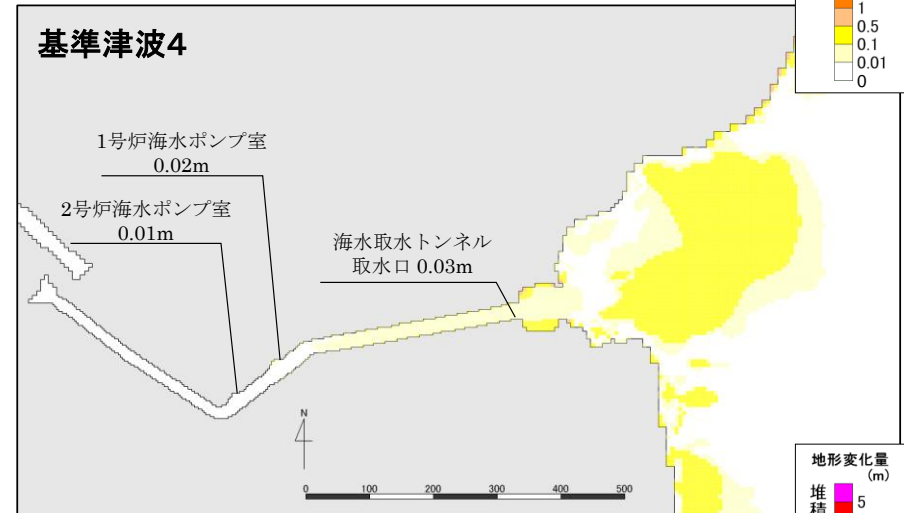 基準津波4
1
0.5
0.1
0.01
0
1号炉海水ポンプ室
0.02m
2号炉海水ポンプ室
0.01m
海水取水トンネル
取水口 0.03m
N
0 100 200 300 400 500
地形変化量
(m)
堆積
5